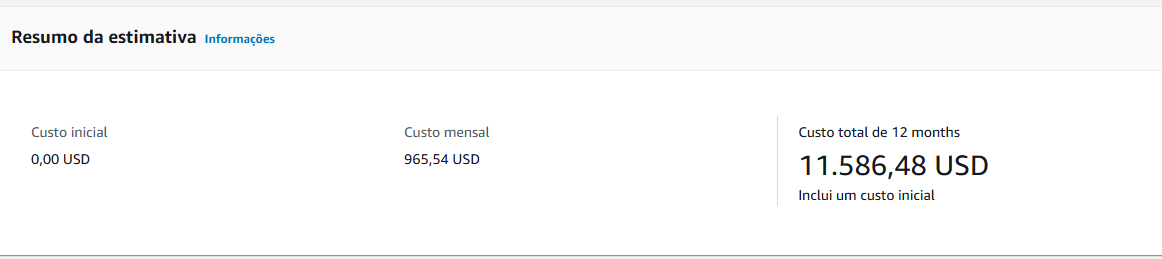 Resumo da estimativa Informações
Custo inicial
0,00 USD
Custo mensal
965,54 USD
Custo total de 12 months
11.586,48 USD
Inclui um custo inicial